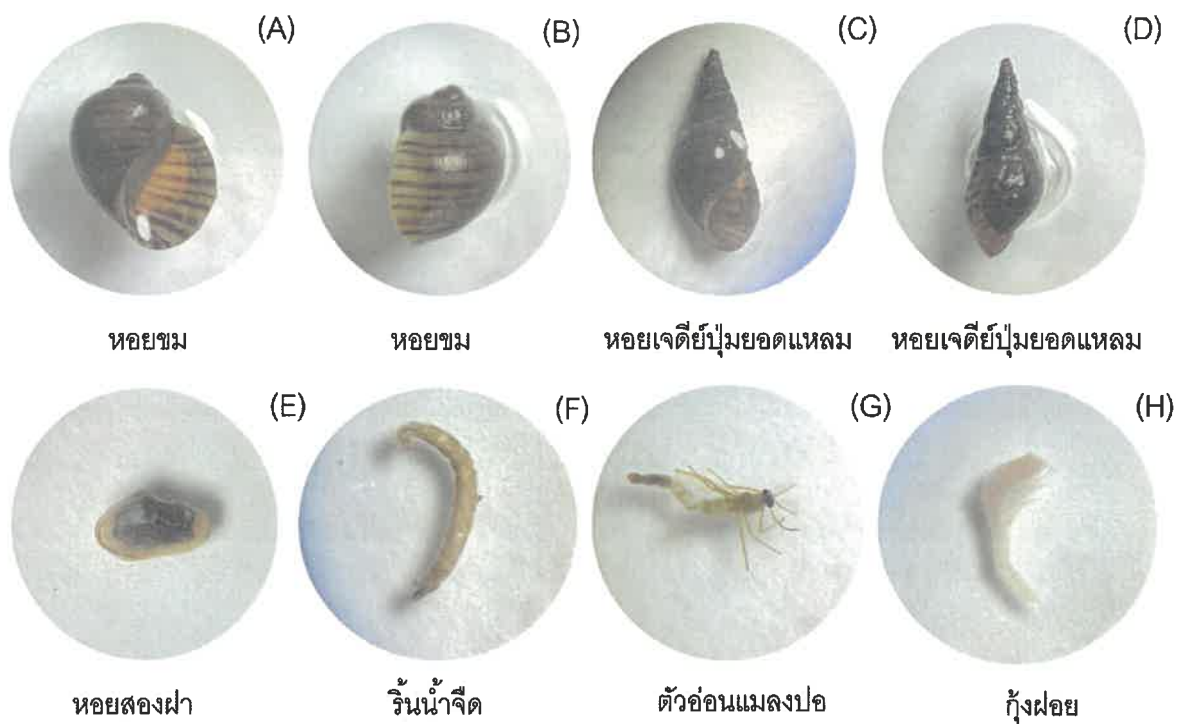 (A) (B) (C) (D)
หอยขม หอยขม หอยเจดีย์ปุ่มยอดแหลม หอยเจดีย์ปุ่มยอดแหลม
(E) (F) (G) (H)
หอยสองฝา ริ้นน้ำจืด ตัวอ่อนแมลงปอ กุ้งฝอย